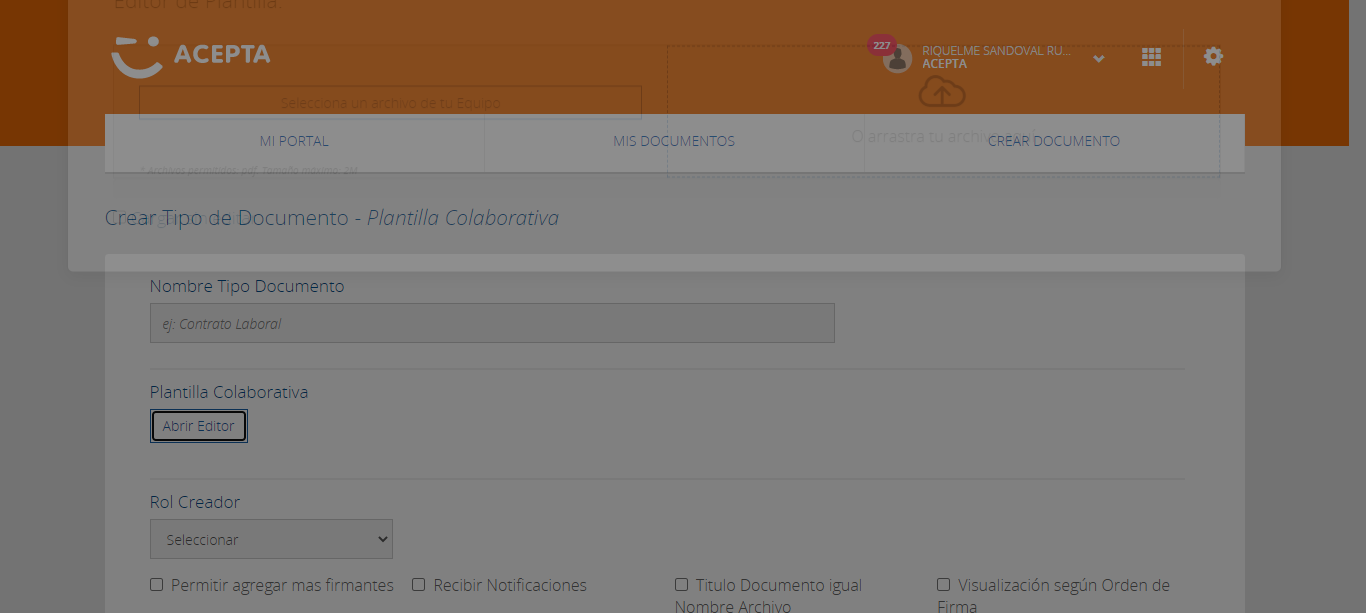 Editor de Plantilla:
ACEPTA
227
RIQUELME SANDOVAL RU...
ACEPTA
Selecciona un archivo de tu Equipo
O arrastra tu archivo aquí
MI PORTAL
MIS DOCUMENTOS
CREAR DOCUMENTO
* Archivos permitidos: pdf. Tamaño máximo: 2M
Crear Tipo de Documento - Plantilla Colaborativa
Nombre Tipo Documento
ej: Contrato Laboral
Plantilla Colaborativa
Abrir Editor
Rol Creador
Seleccionar
Permitir agregar mas firmantes
Recibir Notificaciones
Titulo Documento igual
Nombre Archivo
Visualización según Orden de
Firma